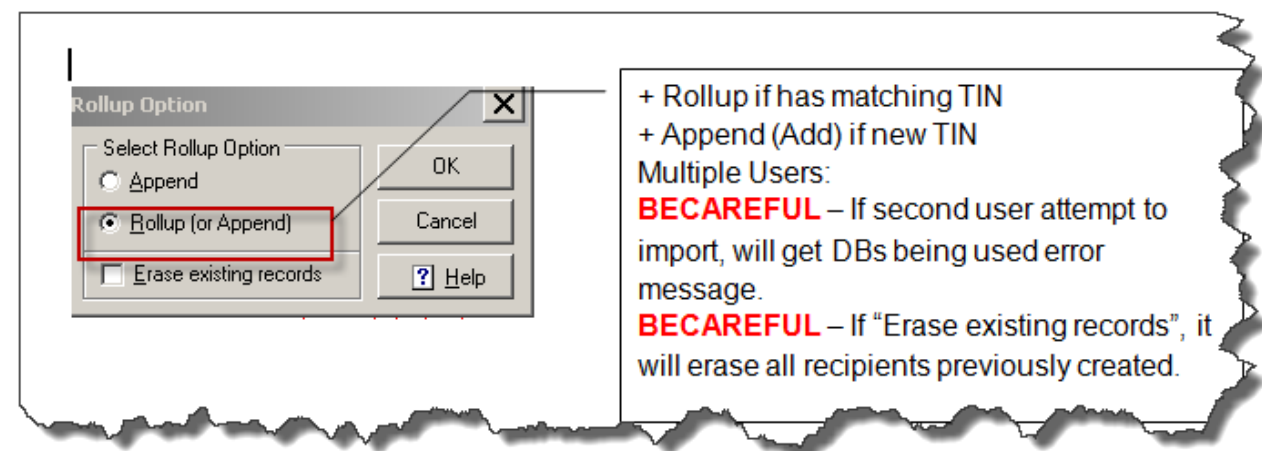 Rollup Option
Select Rollup Option
Append
Rollup (or Append)
Erase existing records
OK
Cancel
? Help
+ Rollup if has matching TIN
+ Append (Add) if new TIN
Multiple Users:
BECAREFUL – If second user attempt to
import, will get DBs being used error
message.
BECAREFUL – If “Erase existing records”, it
will erase all recipients previously created.